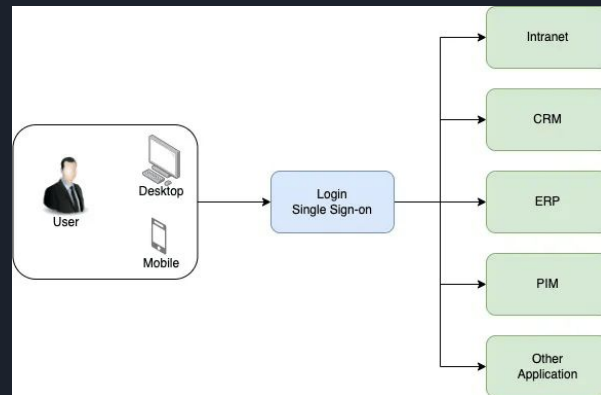 User
Desktop
Mobile
Login
Single Sign-on
Intranet
CRM
ERP
PIM
Other
Application